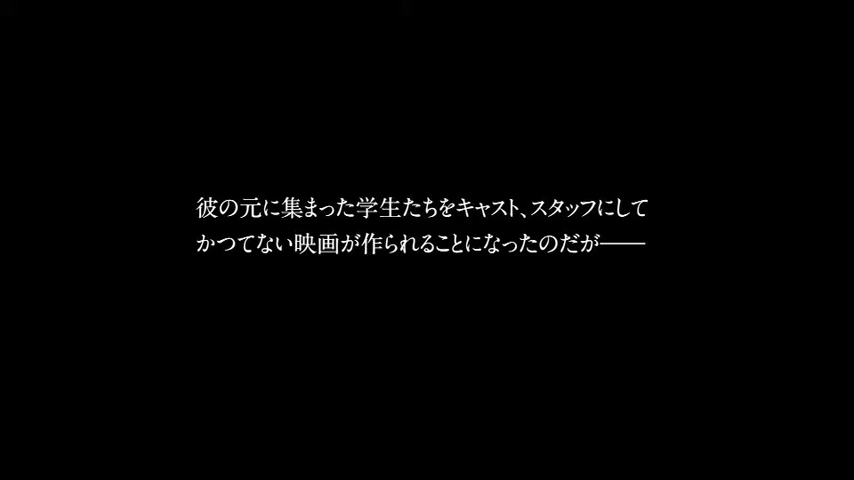 彼の元に集まった学生たちをキャスト、スタッフにして
かつてない映画が作られることになったのだが――